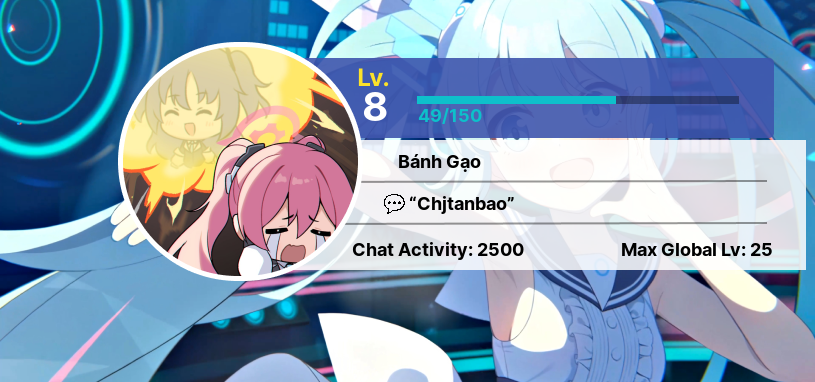 Lv.
8
49/150
Bánh Gạo
💬 “Chjtanbao”
Chat Activity: 2500 Max Global Lv: 25